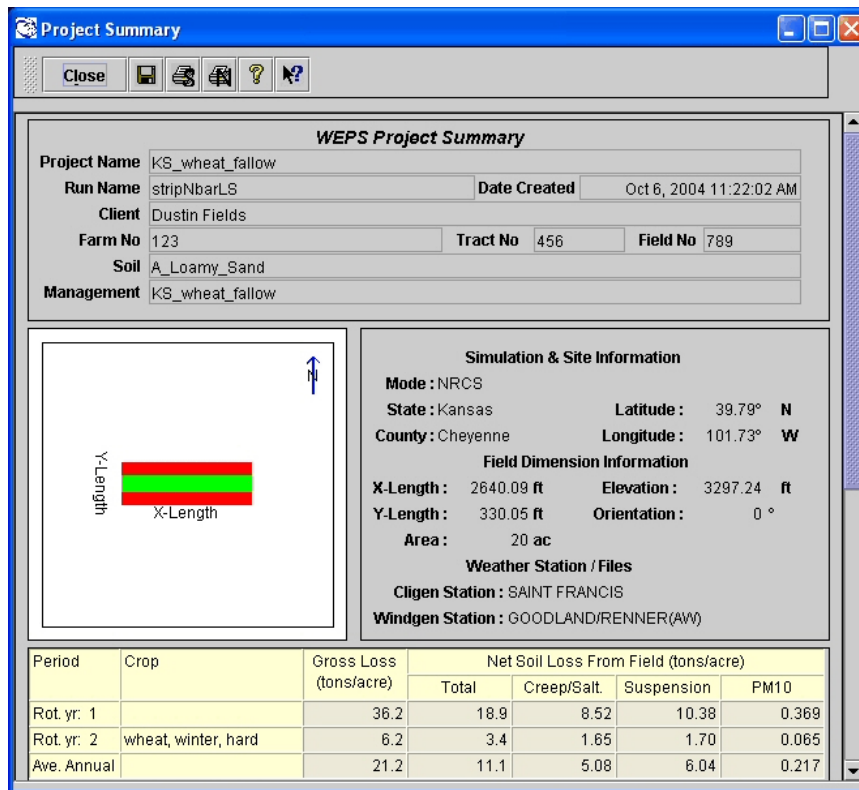 Project Summary
Close
WEPS Project Summary
Project Name KS_wheat_fallow
Run Name stripNbarLS Date Created Oct 6, 2004 11:22:02 AM
Client Dustin Fields
Farm No 123 Tract No 456 Field No 789
Soil A_Loamy_Sand
Management KS_wheat_fallow
N
Y-Length
X-Length
Simulation & Site Information
Mode : NRCS
State : Kansas Latitude : 39.79° N
County : Cheyenne Longitude : 101.73° W
Field Dimension Information
X-Length : 2640.09 ft Elevation : 3297.24 ft
Y-Length : 330.05 ft Orientation : 0 °
Area : 20 ac
Weather Station / Files
Cligen Station : SAINT FRANCIS
Windgen Station : GOODLAND/RENNER(AW)
Period Crop Gross Loss Net Soil Loss From Field (tons/acre)
(tons/acre) Total Creep/Salt. Suspension PM10
Rot. yr: 1 36.2 18.9 8.52 10.38 0.369
Rot. yr: 2 wheat, winter, hard 6.2 3.4 1.65 1.70 0.065
Ave. Annual 21.2 11.1 5.08 6.04 0.217